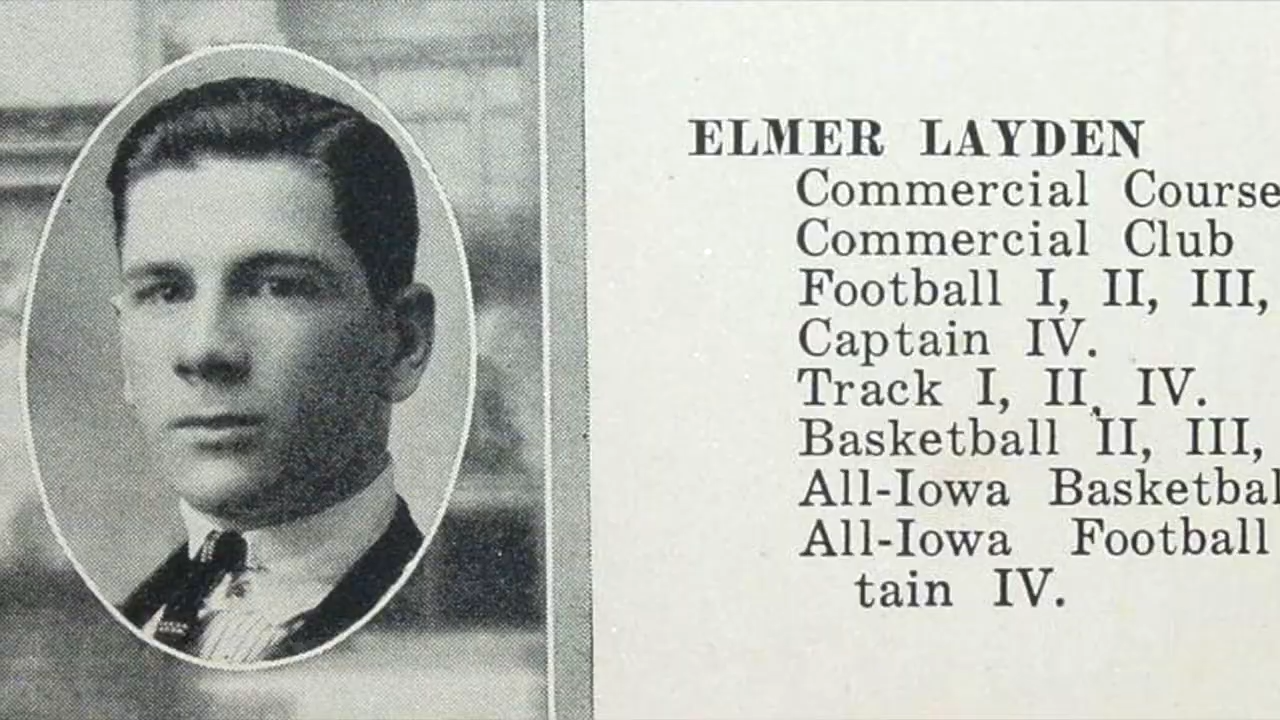 ELMER LAYDEN
Commercial Course
Commercial Club
Football I, II, III,
Captain IV.
Track I, II, IV.
Basketball II, III,
All-Iowa Basketbal
All-Iowa Football
tain IV.